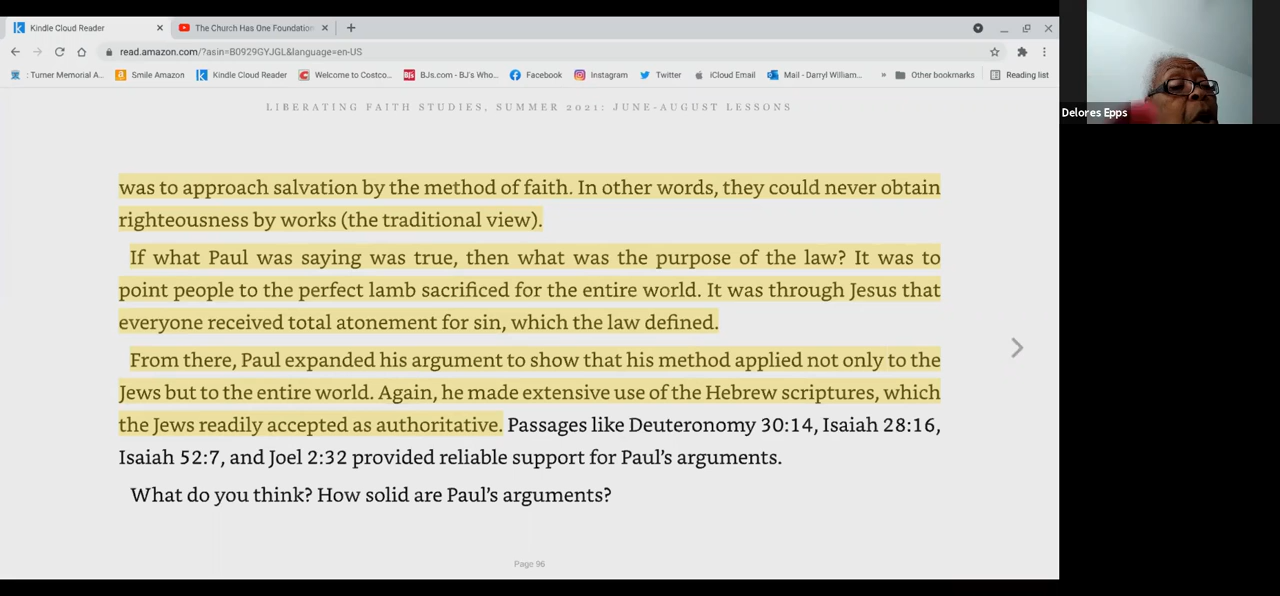 Kindle Cloud Reader
The Church Has One Foundation
read.amazon.com/?asin=B0929GYJGL&language=en-US
: Turner Memorial A...
Smile Amazon
Kindle Cloud Reader
Welcome to Costco...
BJs.com - BJ's Who...
Facebook
Instagram
Twitter
iCloud Email
Mail - Darryl William...
»
Other bookmarks
Reading list
LIBERATING FAITH STUDIES, SUMMER 2021: JUNE-AUGUST LESSONS
was to approach salvation by the method of faith. In other words, they could never obtain
righteousness by works (the traditional view).
If what Paul was saying was true, then what was the purpose of the law? It was to
point people to the perfect lamb sacrificed for the entire world. It was through Jesus that
everyone received total atonement for sin, which the law defined.
From there, Paul expanded his argument to show that his method applied not only to the
Jews but to the entire world. Again, he made extensive use of the Hebrew scriptures, which
the Jews readily accepted as authoritative. Passages like Deuteronomy 30:14, Isaiah 28:16,
Isaiah 52:7, and Joel 2:32 provided reliable support for Paul's arguments.
What do you think? How solid are Paul's arguments?
Page 96
Delores Epps